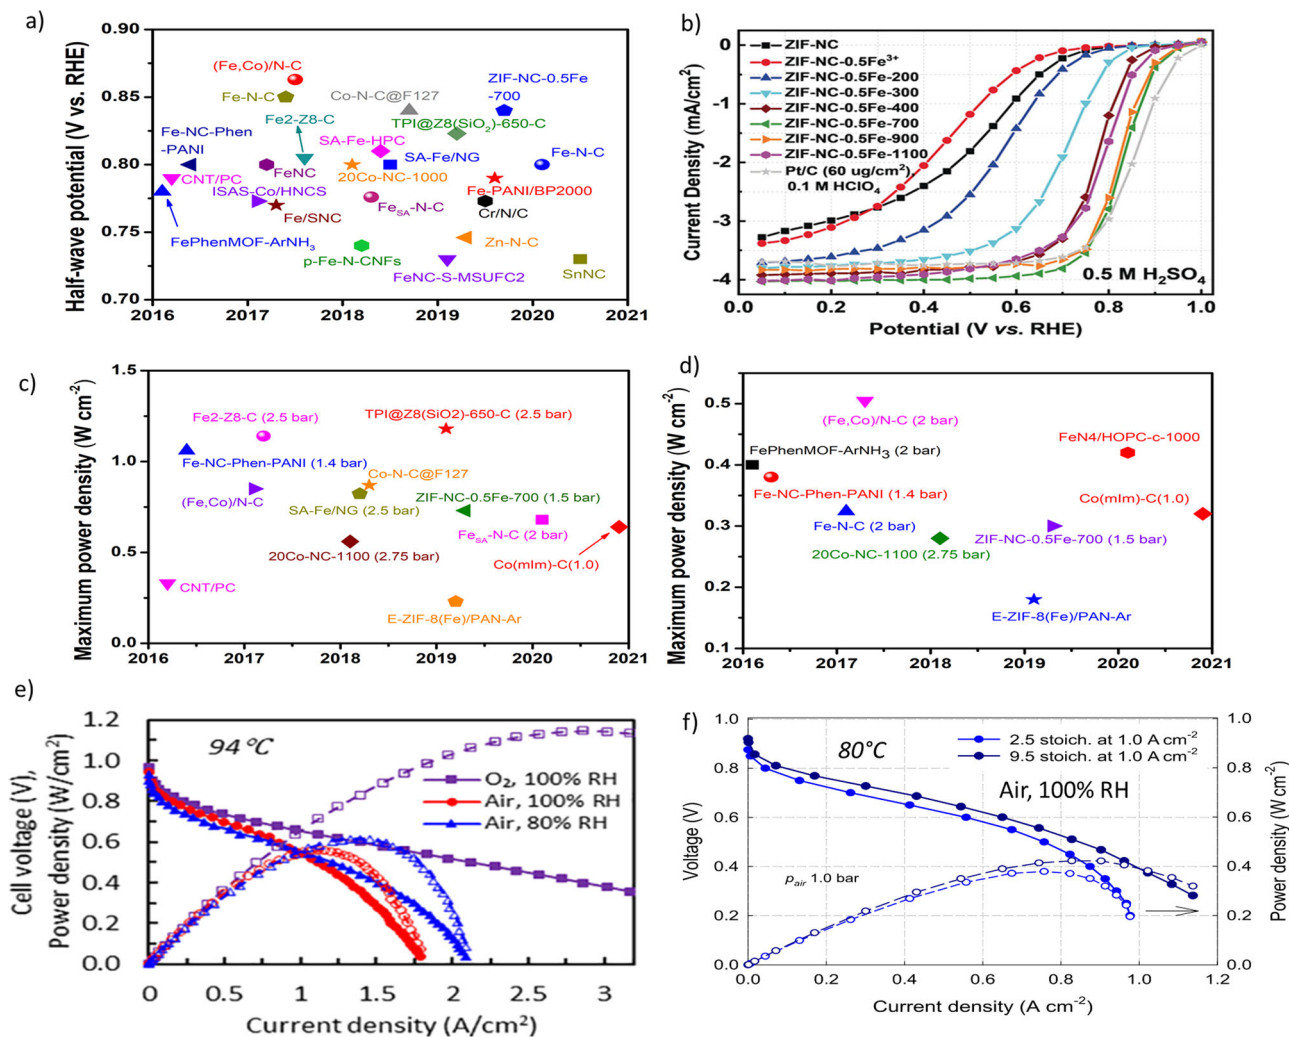 a)
Half-wave potential (V vs. RHE)
0.90
0.85
0.80
0.75
0.70
(Fe,Co)/N-C
Fe-N-C
Co-N-C@F127
ZIF-NC-0.5Fe
-700
Fe2-Z8-C
TPI@Z8(SiO2)-650-C
Fe-NC-Phen
-PANI
SA-Fe-HPC
CNT/PC
FeNC
20Co-NC-1000
SA-Fe/NG
Fe-N-C
ISAS-Co/HNCS
Fe-PANI/BP2000
Fe/SNC
FeSA-N-C
Cr/N/C
FePhenMOF-ArNH3
p-Fe-N-CNFs
Zn-N-C
FeNC-S-MSUFC2
SnNC
2016 2017 2018 2019 2020 2021
b)
Current Density (mA/cm2)
0
-1
-2
-3
-4
ZIF-NC
ZIF-NC-0.5Fe3+
ZIF-NC-0.5Fe-200
ZIF-NC-0.5Fe-300
ZIF-NC-0.5Fe-400
ZIF-NC-0.5Fe-700
ZIF-NC-0.5Fe-900
ZIF-NC-0.5Fe-1100
Pt/C (60 ug/cm2),
0.1 M HClO4
0.5 M H2SO4
0.0 0.2 0.4 0.6 0.8 1.0
Potential (V vs. RHE)
c)
Maximum power density (W cm-2)
1.5
1.0
0.5
0.0
Fe2-Z8-C (2.5 bar)
TPI@Z8(SiO2)-650-C (2.5 bar)
Fe-NC-Phen-PANI (1.4 bar)
Co-N-C@F127
(Fe,Co)/N-C
SA-Fe/NG (2.5 bar)
ZIF-NC-0.5Fe-700 (1.5 bar)
FeSA-N-C (2 bar)
20Co-NC-1100 (2.75 bar)
Co(mIm)-C(1.0)
CNT/PC
E-ZIF-8(Fe)/PAN-Ar
2016 2017 2018 2019 2020 2021
d)
Maximum power density (W cm-2)
0.5
0.4
0.3
0.2
0.1
(Fe,Co)/N-C (2 bar)
FePhenMOF-ArNH3 (2 bar)
FeN4/HOPC-c-1000
Fe-NC-Phen-PANI (1.4 bar)
Co(mIm)-C(1.0)
Fe-N-C (2 bar)
ZIF-NC-0.5Fe-700 (1.5 bar)
20Co-NC-1100 (2.75 bar)
E-ZIF-8(Fe)/PAN-Ar
2016 2017 2018 2019 2020 2021
e)
Cell voltage (V),
Power density (W/cm2)
1.2
1.0
0.8
0.6
0.4
0.2
0.0
94°C
O2, 100% RH
Air, 100% RH
Air, 80% RH
0 0.5 1 1.5 2 2.5 3
Current density (A/cm2)
f)
Voltage (V)
1.0
0.8
0.6
0.4
0.2
0.0
80°C
2.5 stoich. at 1.0 A cm-2
9.5 stoich. at 1.0 A cm-2
Air, 100% RH
pair 1.0 bar
1.0
0.8
0.6
0.4
0.2
0.0
Power density (W cm-2)
0.0 0.2 0.4 0.6 0.8 1.0 1.2
Current density (A cm-2)